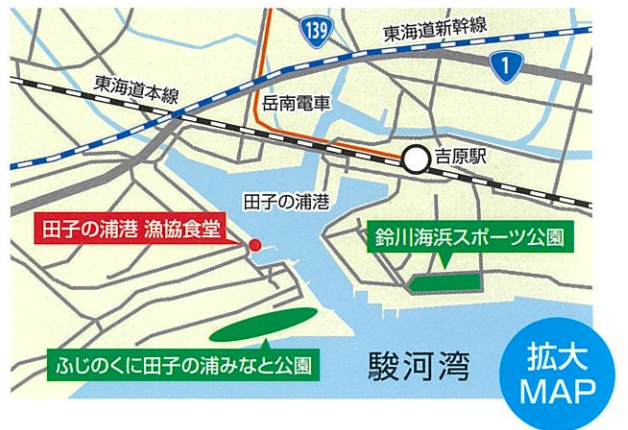 139
東海道新幹線
1
東海道本線
岳南電車
吉原駅
田子の浦港
田子の浦港 漁協食堂
鈴川海浜スポーツ公園
ふじのくに田子の浦みなと公園
駿河湾
拡大
MAP